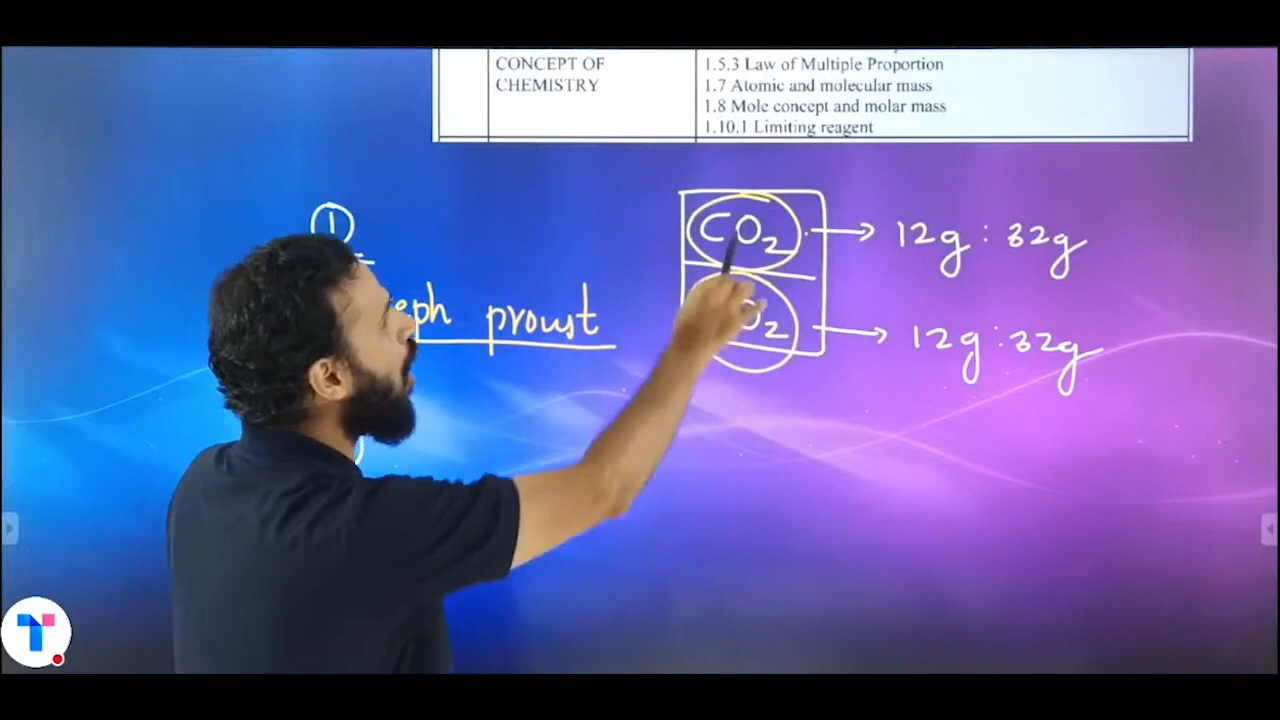 CONCEPT OF
CHEMISTRY
1.5.3 Law of Multiple Proportion
1.7 Atomic and molecular mass
1.8 Mole concept and molar mass
1.10.1 Limiting reagent
1
proust
CO2 → 12g : 32g
→ 12g : 32g